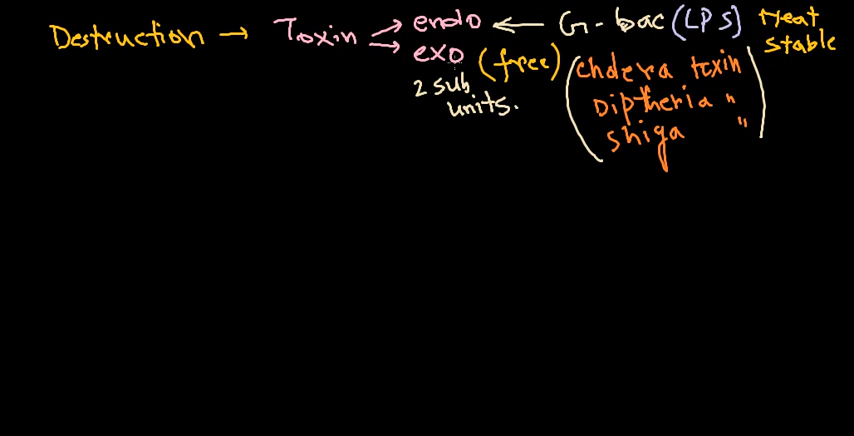 Destruction → Toxin → endo ← G - bac (LPS) Heat stable
→ exo (free) (cholera toxin
2 sub units. Diptheria "
shiga ")